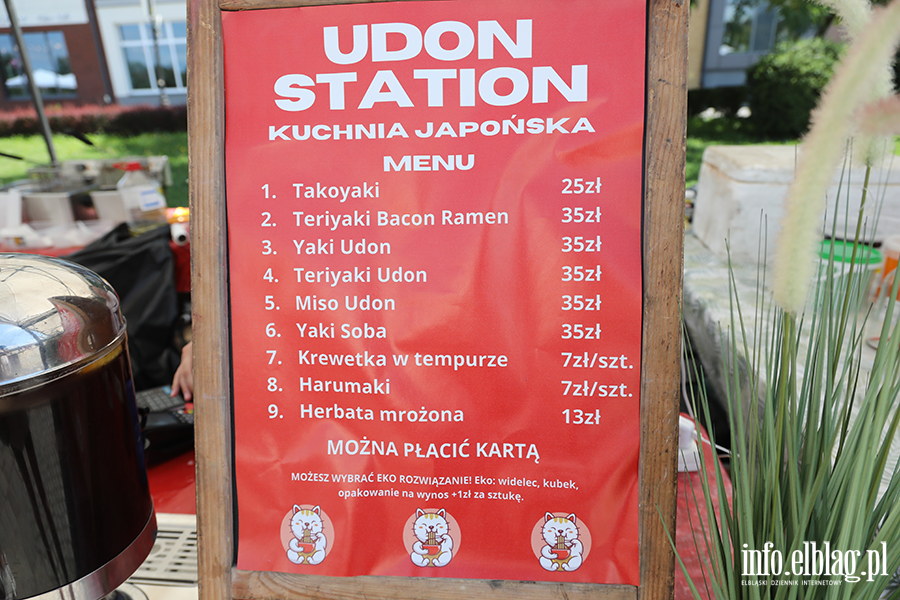 UDON
STATION
KUCHNIA JAPOŃSKA
MENU
1. Takoyaki 25zł
2. Teriyaki Bacon Ramen 35zł
3. Yaki Udon 35zł
4. Teriyaki Udon 35zł
5. Miso Udon 35zł
6. Yaki Soba 35zł
7. Krewetka w tempurze 7zł/szt.
8. Harumaki 7zł/szt.
9. Herbata mrożona 13zł
MOŻNA PŁACIĆ KARTĄ
MOŻESZ WYBRAĆ EKO ROZWIĄZANIE! Eko: widelec, kubek,
opakowanie na wynos +1zł za sztukę.
info.elblag.pl
ELBLĄSKI DZIENNIK INTERNETOWY